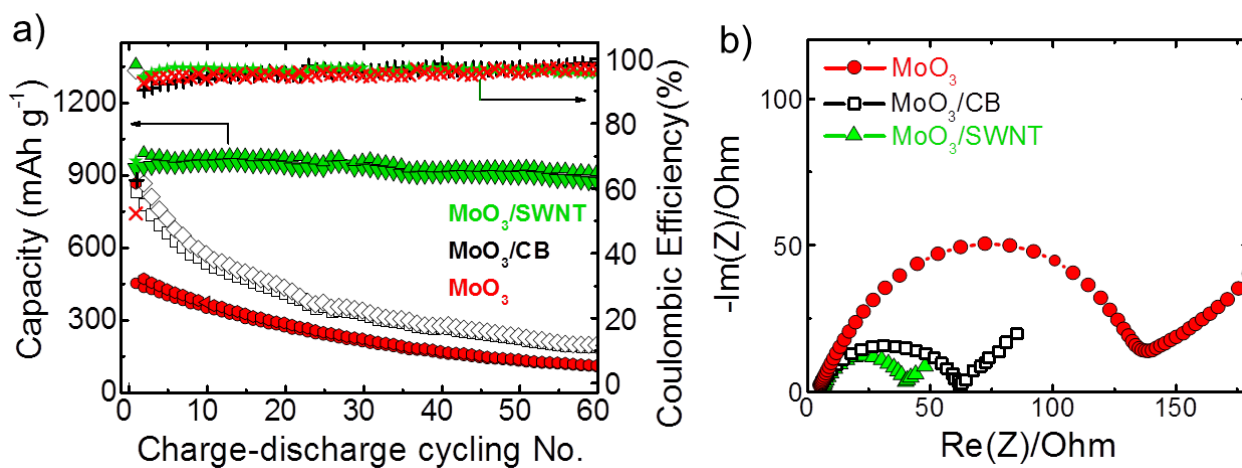 a)
Capacity (mAh g⁻¹)
1200
900
600
300
0
MoO₃/SWNT
MoO₃/CB
MoO₃
0 10 20 30 40 50 60
Charge-discharge cycling No.
100
80
60
40
20
0
Coulombic Efficiency(%)
b)
-Im(Z)/Ohm
100
50
0
MoO₃
MoO₃/CB
MoO₃/SWNT
0 50 100 150
Re(Z)/Ohm